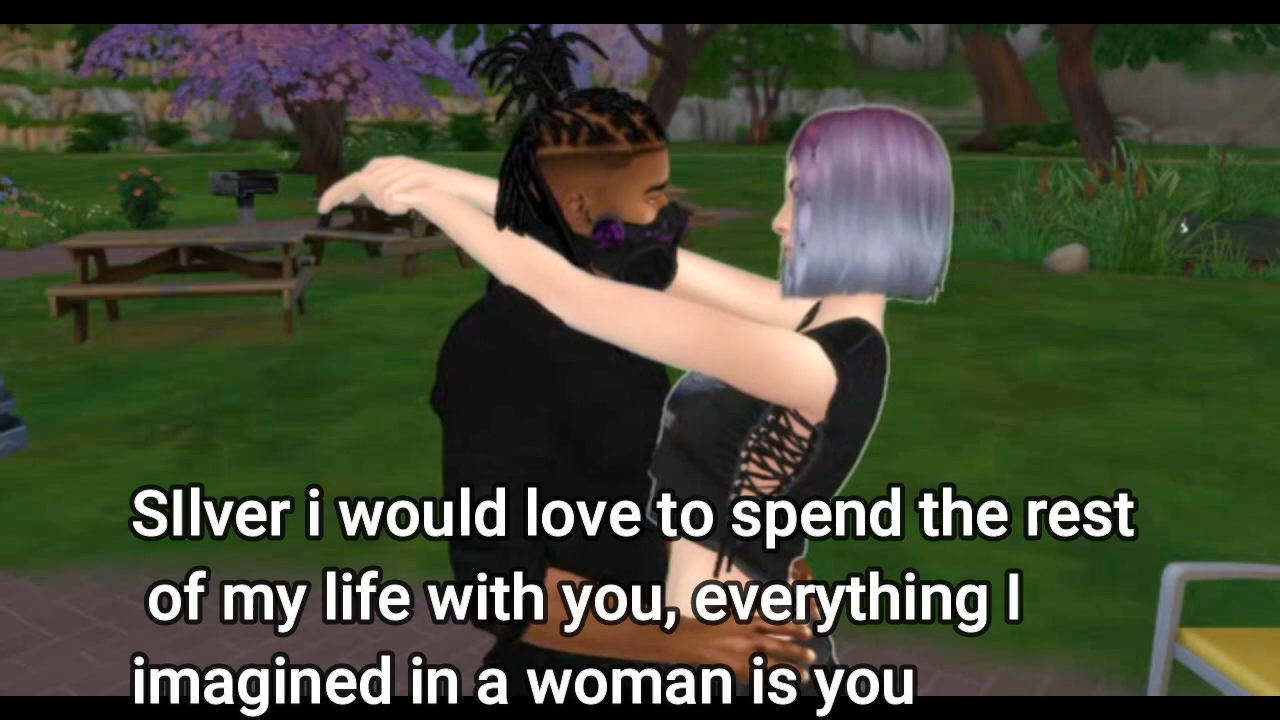 SIlver i would love to spend the rest
of my life with you, everything I
imagined in a woman is you